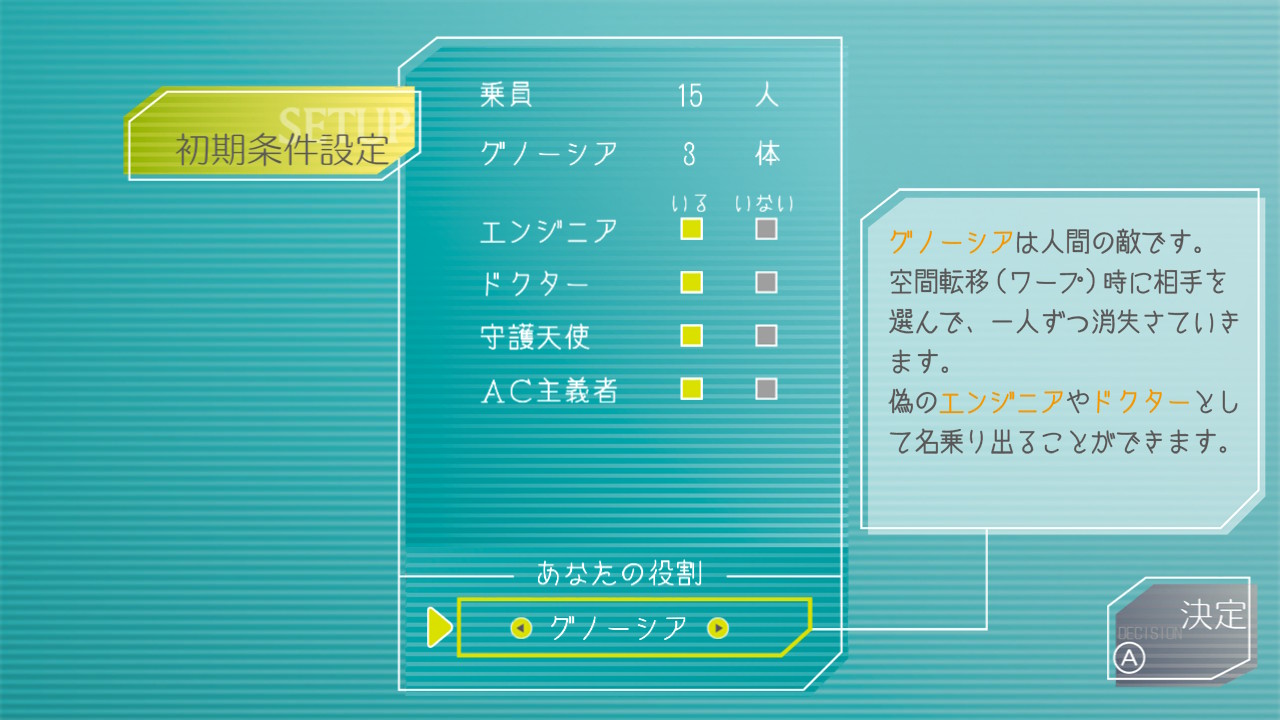 SETUP
初期条件設定
乗員 15 人
グノーシア 3 体
いる いない
エンジニア
ドクター
守護天使
AC主義者
グノーシアは人間の敵です。
空間転移(ワープ)時に相手を
選んで、一人ずつ消失さていき
ます。
偽のエンジニアやドクターとし
て名乗り出ることができます。
あなたの役割
グノーシア
決定
DECISION
A